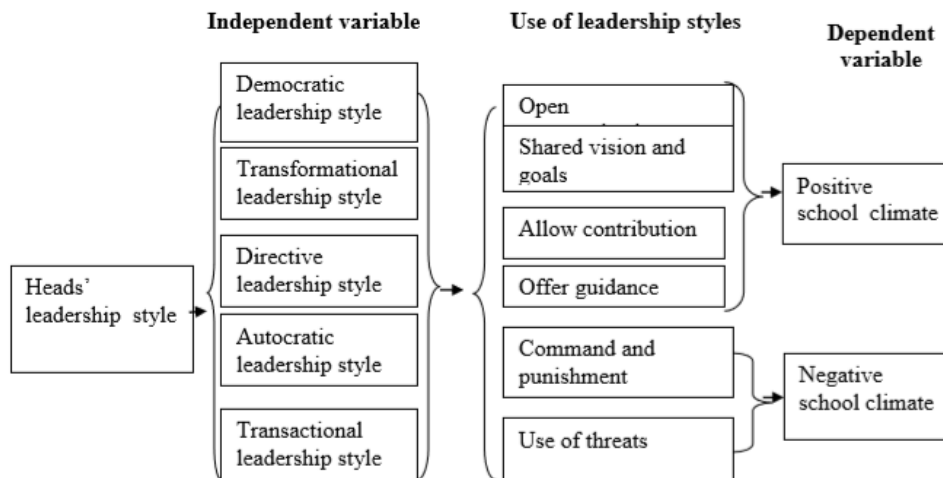 Independent variable
Use of leadership styles
Dependent
variable
Heads’
leadership style
Democratic
leadership style
Transformational
leadership style
Directive
leadership style
Autocratic
leadership style
Transactional
leadership style
Open
Shared vision and
goals
Allow contribution
Offer guidance
Command and
punishment
Use of threats
Positive
school climate
Negative
school climate